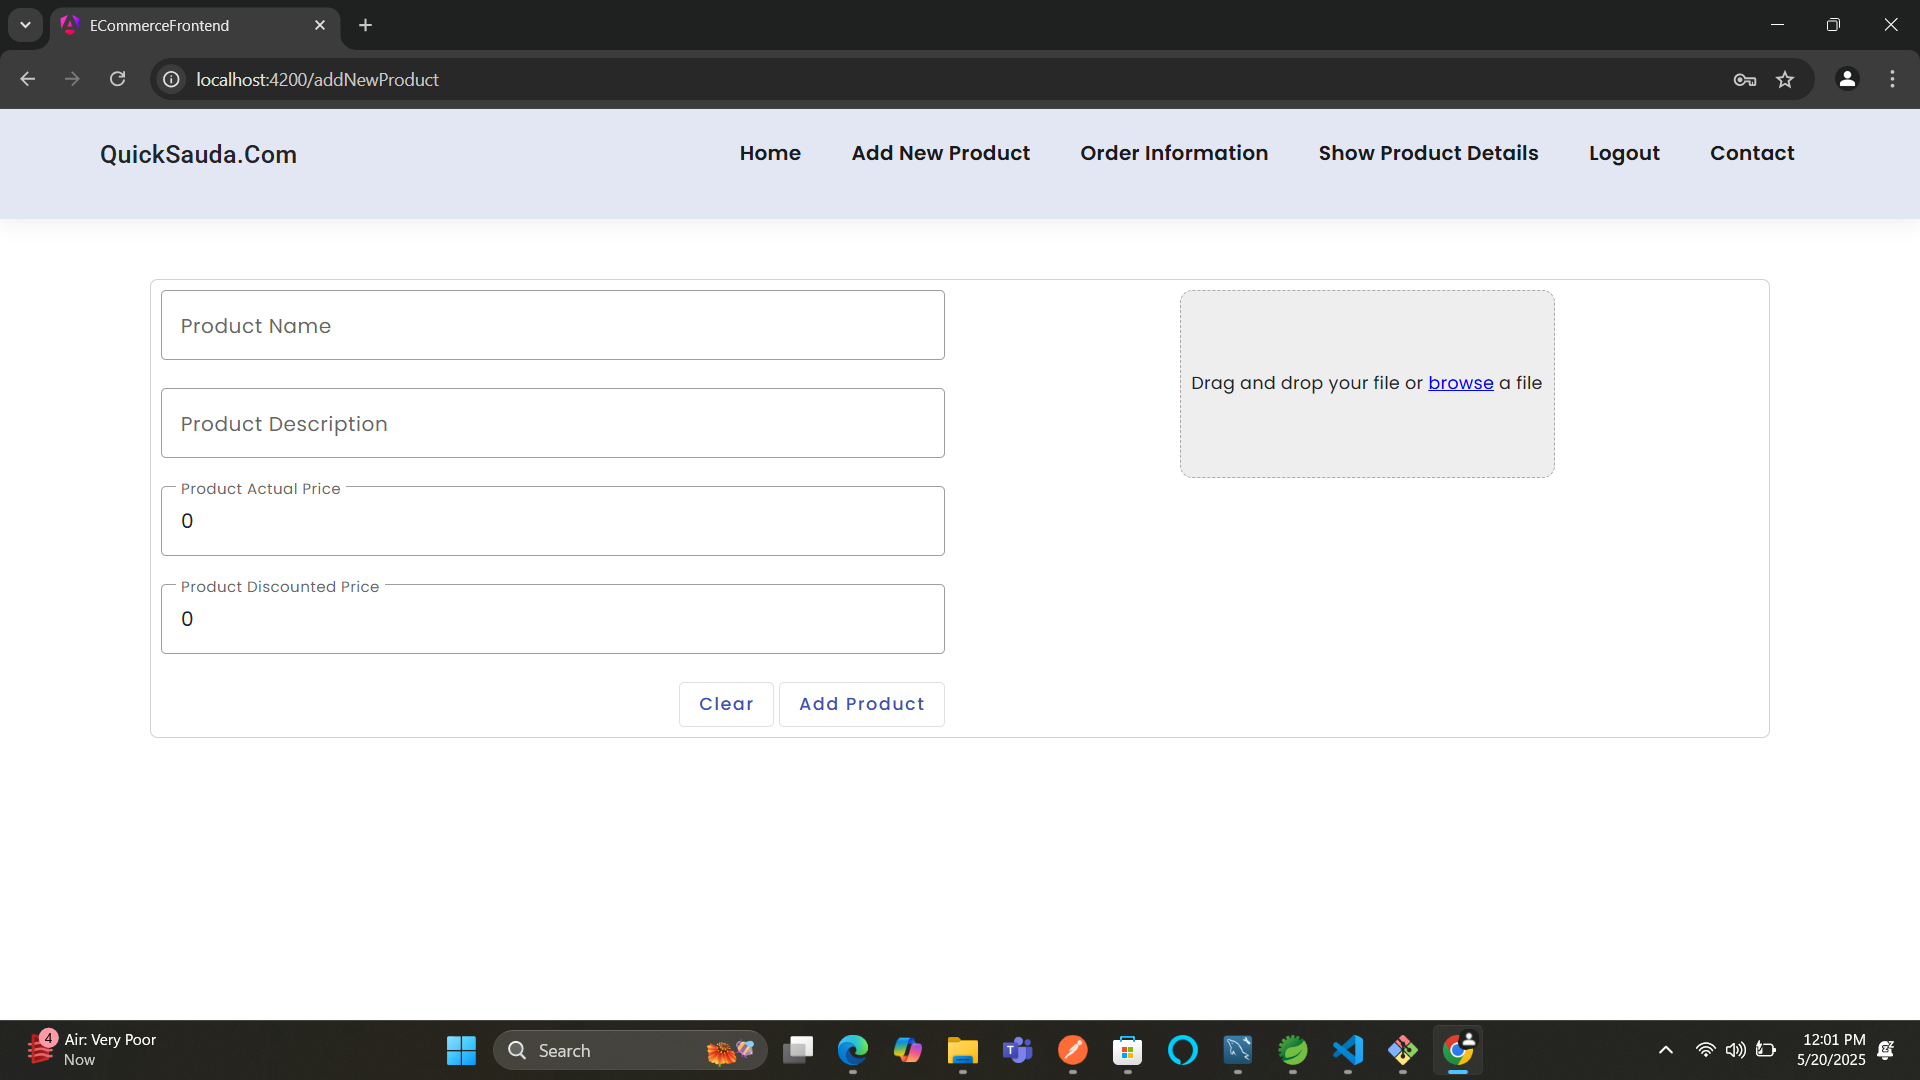 ECommerceFrontend
localhost:4200/addNewProduct
QuickSauda.Com
Home Add New Product Order Information Show Product Details Logout Contact
Product Name
Drag and drop your file or browse a file
Product Description
Product Actual Price
0
Product Discounted Price
0
Clear Add Product
4 Air: Very Poor
Now
Search
12:01 PM
5/20/2025